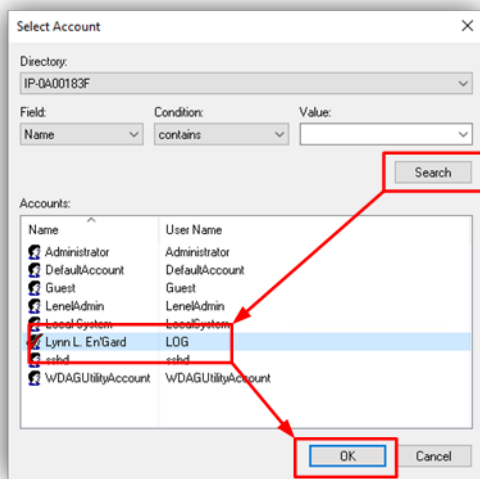 Select Account
Directory:
IP-0A00183F
Field: Condition: Value:
Name contains
Search
Accounts:
Name User Name
Administrator Administrator
DefaultAccount DefaultAccount
Guest Guest
LenelAdmin LenelAdmin
Local System LocalSystem
Lynn L. En'Gard LOG
sshd sshd
WDAGUtilityAccount WDAGUtilityAccount
OK Cancel